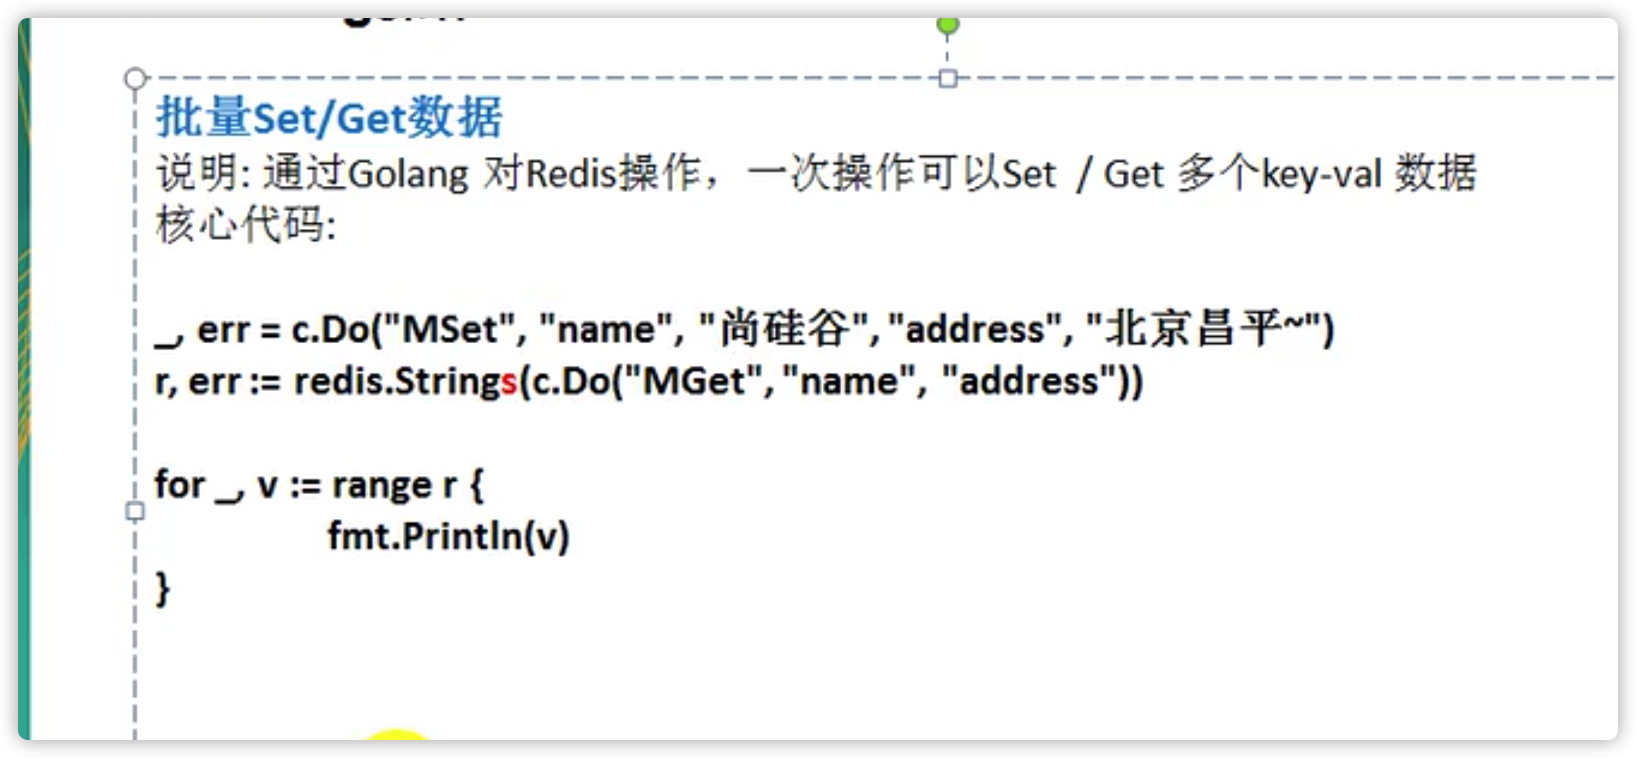 批量Set/Get数据
说明: 通过Golang 对Redis操作，一次操作可以Set / Get 多个key-val 数据
核心代码:
_, err = c.Do("MSet", "name", "尚硅谷", "address", "北京昌平~")
r, err := redis.Strings(c.Do("MGet", "name", "address"))
for _, v := range r {
fmt.Println(v)
}